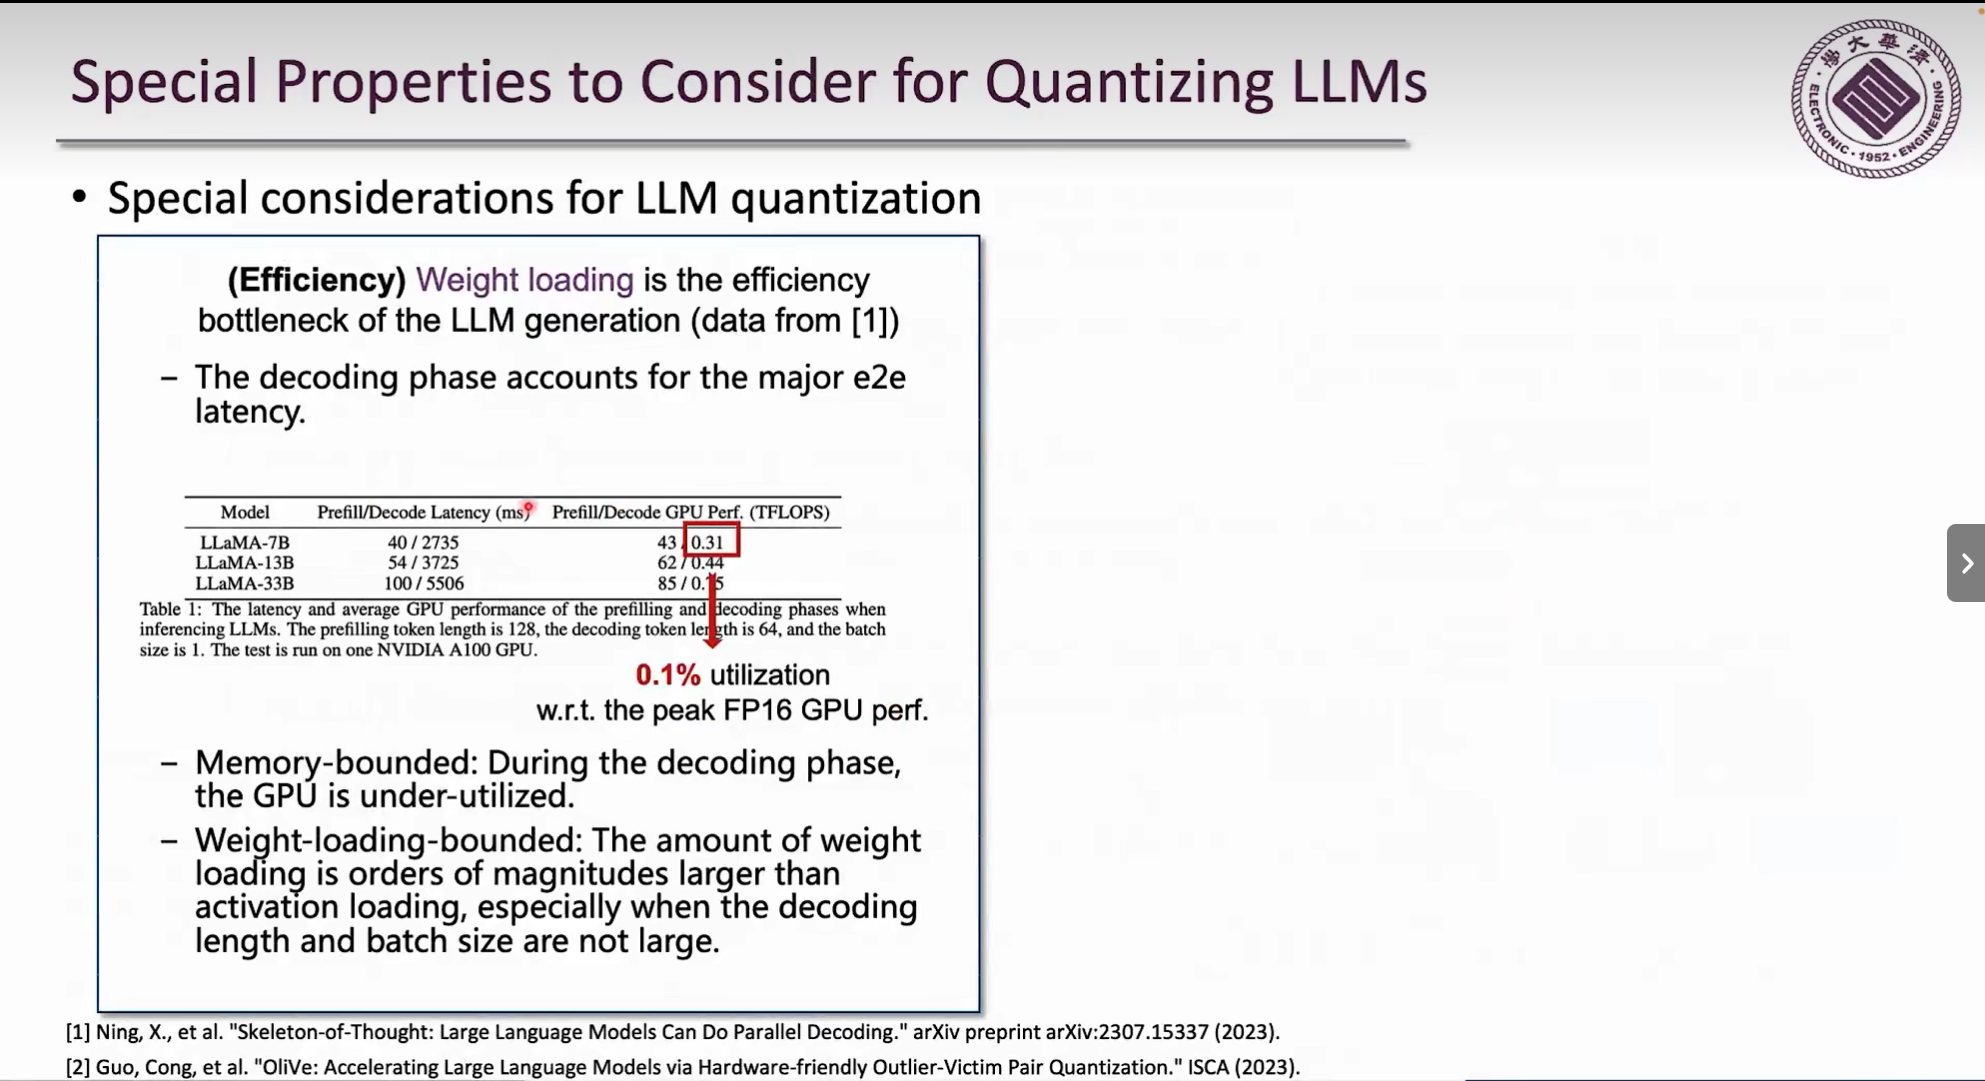 Special Properties to Consider for Quantizing LLMs
• Special considerations for LLM quantization
(Efficiency) Weight loading is the efficiency
bottleneck of the LLM generation (data from [1])
– The decoding phase accounts for the major e2e
latency.
Model Prefill/Decode Latency (ms) Prefill/Decode GPU Perf. (TFLOPS)
LLaMA-7B 40 / 2735 43 / 0.31
LLaMA-13B 54 / 3725 62 / 0.44
LLaMA-33B 100 / 5506 85 /
Table 1: The latency and average GPU performance of the prefilling and decoding phases when
inferencing LLMs. The prefilling token length is 128, the decoding token length is 64, and the batch
size is 1. The test is run on one NVIDIA A100 GPU.
0.1% utilization
w.r.t. the peak FP16 GPU perf.
– Memory-bounded: During the decoding phase,
the GPU is under-utilized.
– Weight-loading-bounded: The amount of weight
loading is orders of magnitudes larger than
activation loading, especially when the decoding
length and batch size are not large.
[1] Ning, X., et al. "Skeleton-of-Thought: Large Language Models Can Do Parallel Decoding." arXiv preprint arXiv:2307.15337 (2023).
[2] Guo, Cong, et al. "OliVe: Accelerating Large Language Models via Hardware-friendly Outlier-Victim Pair Quantization." ISCA (2023).
學大華淸
ELECTRONIC • 1952 • ENGINEERING